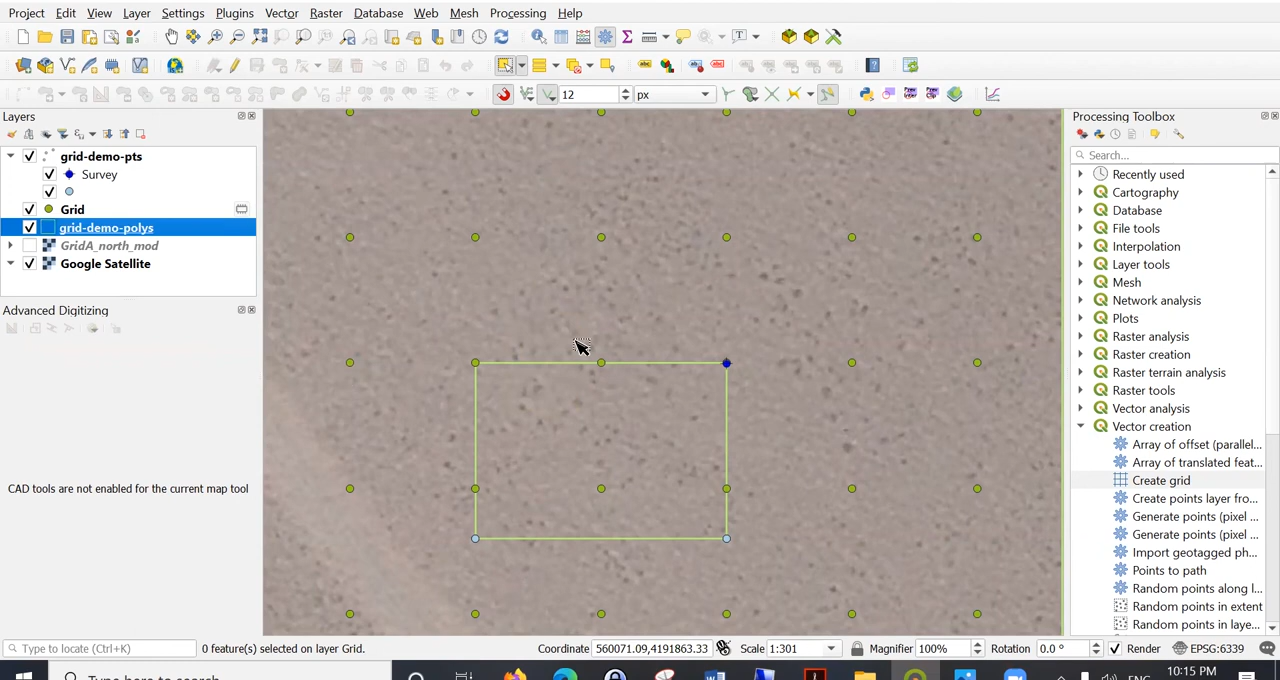 Project Edit View Layer Settings Plugins Vector Raster Database Web Mesh Processing Help
12 px
Layers
grid-demo-pts
Survey
Grid
grid-demo-polys
GridA_north_mod
Google Satellite
Advanced Digitizing
CAD tools are not enabled for the current map tool
Processing Toolbox
Search...
Recently used
Cartography
Database
File tools
Interpolation
Layer tools
Mesh
Network analysis
Plots
Raster analysis
Raster creation
Raster terrain analysis
Raster tools
Vector analysis
Vector creation
Array of offset (parallel...
Array of translated feat...
Create grid
Create points layer fro...
Generate points (pixel ...
Generate points (pixel ...
Import geotagged ph...
Points to path
Random points along l...
Random points in extent
Random points in laye...
Type to locate (Ctrl+K) 0 feature(s) selected on layer Grid. Coordinate 560071.09,4191863.33 Scale 1:301 Magnifier 100% Rotation 0.0 ° Render EPSG:6339
Type here to search ENG 10:15 PM